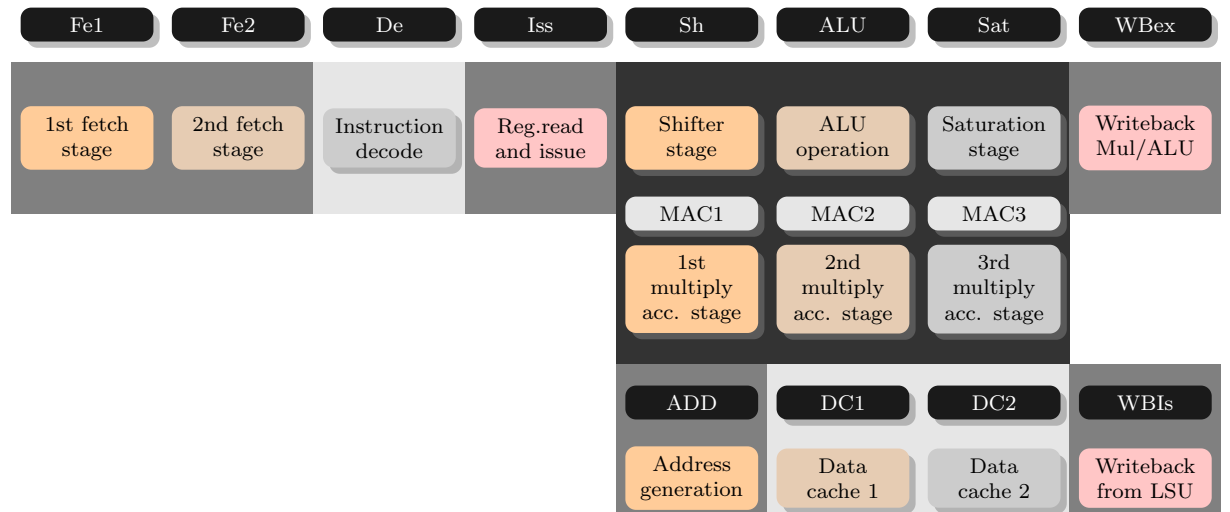 Fe1 Fe2 De Iss Sh ALU Sat WBex
1st fetch stage
2nd fetch stage
Instruction decode
Reg.read and issue
Shifter stage
ALU operation
Saturation stage
Writeback Mul/ALU
MAC1 MAC2 MAC3
1st multiply acc. stage
2nd multiply acc. stage
3rd multiply acc. stage
ADD DC1 DC2 WBIs
Address generation
Data cache 1
Data cache 2
Writeback from LSU